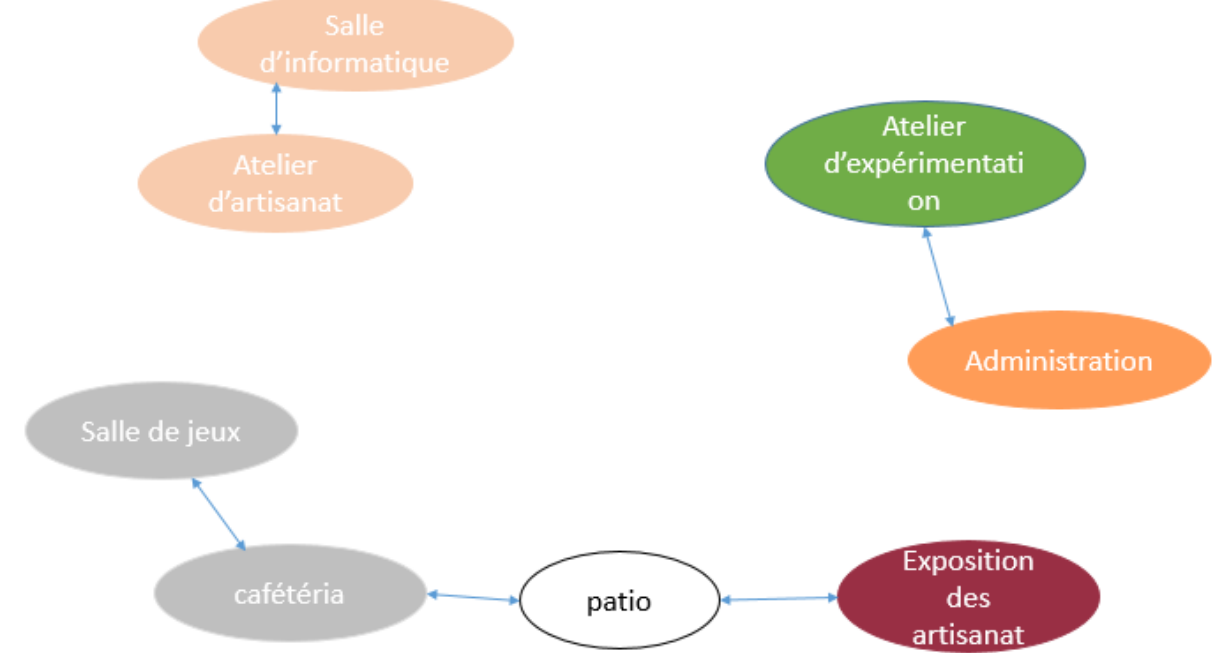 Salle
d’informatique
Atelier
d’artisanat
Atelier
d’expérimentati
on
Administration
Salle de jeux
cafétéria
patio
Exposition
des
artisanat